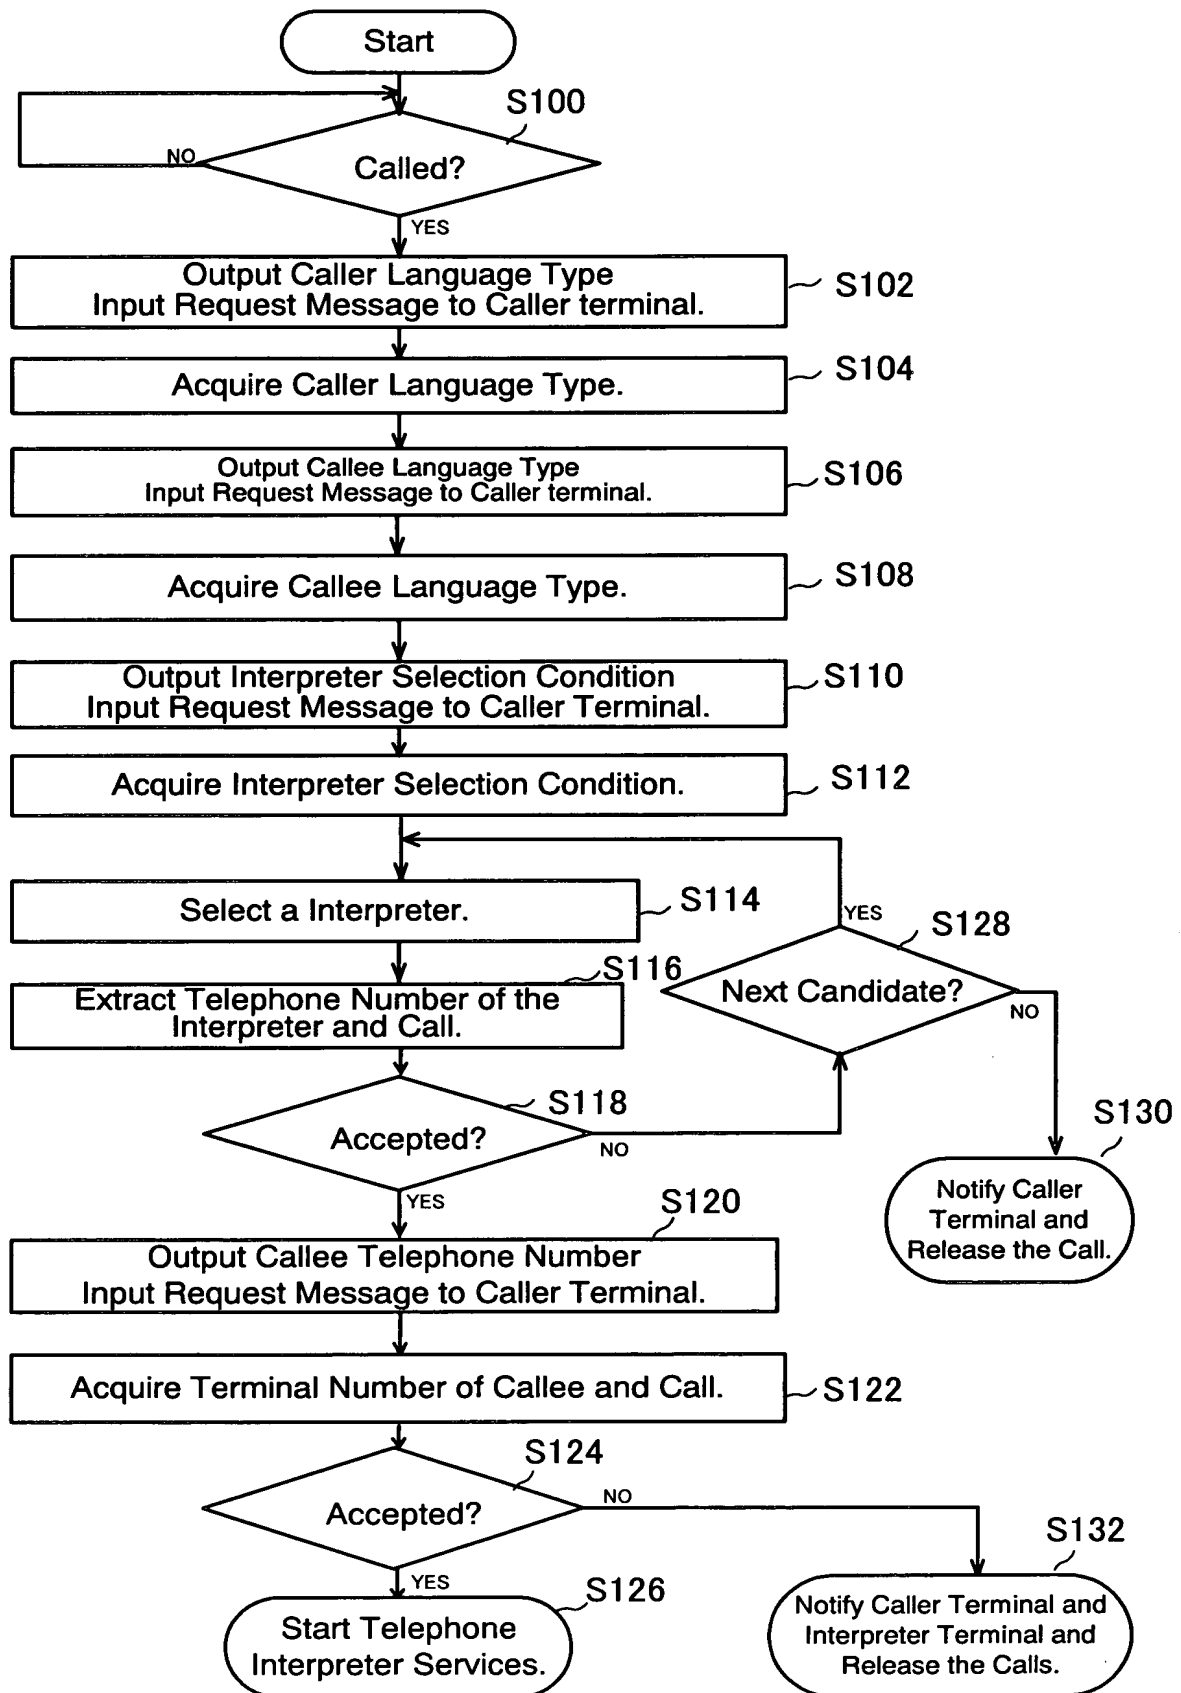 Start
S100
NO
Called?
YES
Output Caller Language Type
Input Request Message to Caller terminal.
S102
Acquire Caller Language Type.
S104
Output Callee Language Type
Input Request Message to Caller terminal.
S106
Acquire Callee Language Type.
S108
Output Interpreter Selection Condition
Input Request Message to Caller Terminal.
S110
Acquire Interpreter Selection Condition.
S112
Select a Interpreter.
S114
YES
S128
Next Candidate?
NO
S116
Extract Telephone Number of the
Interpreter and Call.
S118
Accepted?
NO
YES
S130
Notify Caller
Terminal and
Release the Call.
S120
Output Callee Telephone Number
Input Request Message to Caller Terminal.
Acquire Terminal Number of Callee and Call.
S122
S124
Accepted?
NO
YES
S132
Notify Caller Terminal and
Interpreter Terminal and
Release the Calls.
S126
Start Telephone
Interpreter Services.